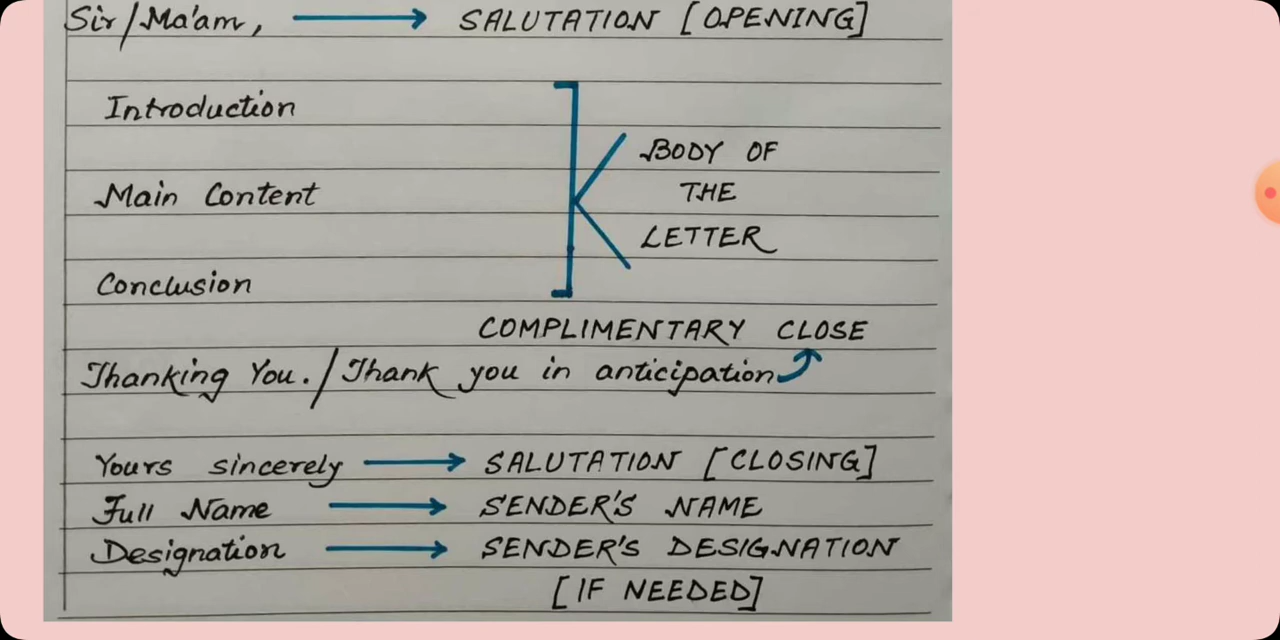 Sir/Ma'am, → SALUTATION [OPENING]
Introduction
BODY OF
Main Content THE
LETTER
Conclusion
COMPLIMENTARY CLOSE
Thanking You./Thank you in anticipation
Yours sincerely → SALUTATION [CLOSING]
Full Name → SENDER'S NAME
Designation → SENDER'S DESIGNATION
[IF NEEDED]